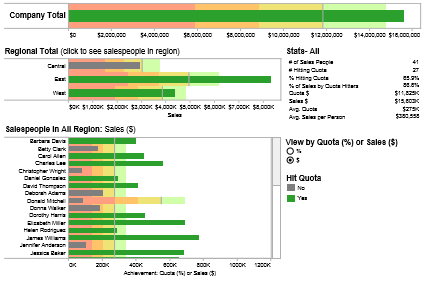 Company Total
$0 $2,000,000 $4,000,000 $6,000,000 $8,000,000 $10,000,000 $12,000,000 $14,000,000 $16,000,000
Regional Total (click to see salespeople in region)
Central
East
West
$0K $1,000K $2,000K $3,000K $4,000K $5,000K $6,000K $7,000K $8,000K
Sales
Stats- All
# of Sales People 41
# Hitting Quota 27
% Hitting Quota 65.9%
% of Sales by Quota Hitters 86.6%
Quota $ $11,825K
Sales $ $15,603K
Avg. Quota $275K
Avg. Sales per Person $380,558
Salespeople in All Region: Sales ($)
Barbara Davis
Betty Clark
Carol Allen
Charles Lee
Christopher Wright
Daniel Gonzalez
David Thompson
Deborah Adams
Donald Mitchell
Donna Walker
Dorothy Harris
Elizabeth Miller
Helen Rodriguez
James Williams
Jennifer Anderson
Jessica Baker
0K 200K 400K 600K 800K 1000K 1200K
Achievement: Quota (%) or Sales ($)
View by Quota (%) or Sales ($)
%
$
Hit Quota
No
Yes